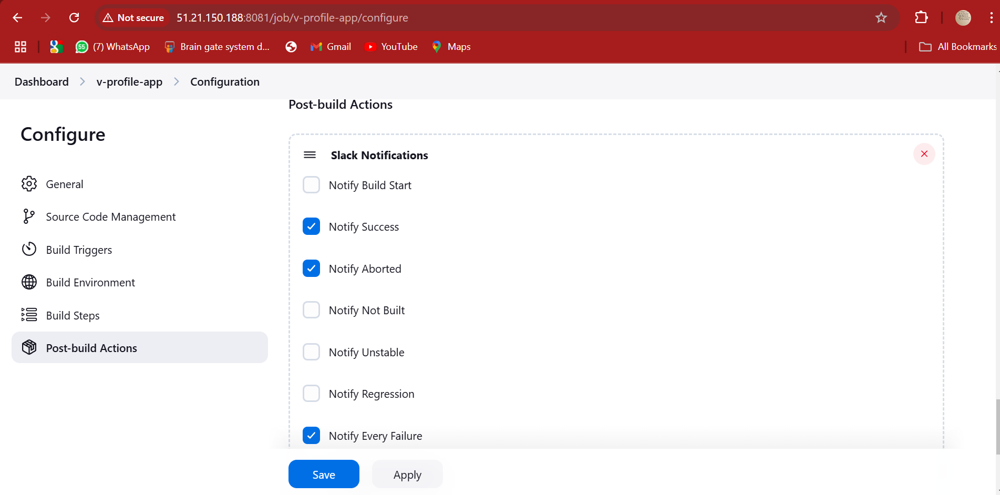 Not secure 51.21.150.188:8081/job/v-profile-app/configure
55 (7) WhatsApp Brain gate system d... Gmail YouTube Maps All Bookmarks
Dashboard v-profile-app Configuration
Post-build Actions
Configure
General
Source Code Management
Build Triggers
Build Environment
Build Steps
Post-build Actions
Slack Notifications
Notify Build Start
Notify Success
Notify Aborted
Notify Not Built
Notify Unstable
Notify Regression
Notify Every Failure
Save Apply